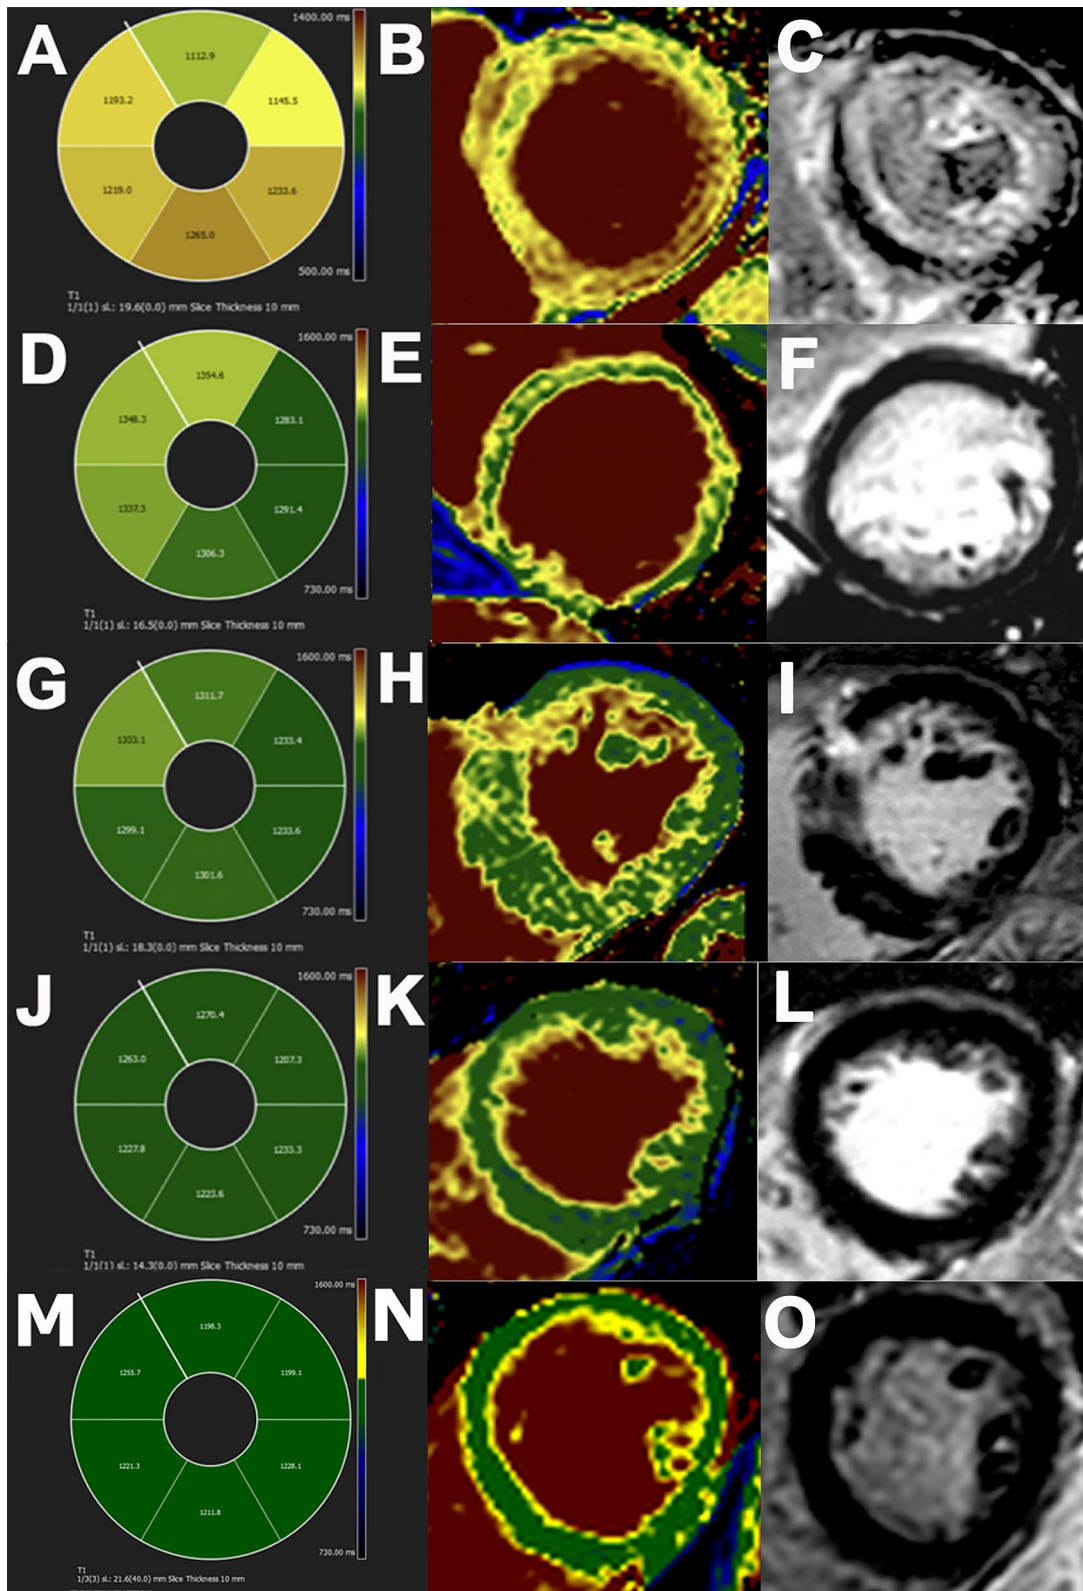 A
1400.00 ms
B
C
1112.9
1193.2
1145.5
1219.0
1233.6
1265.0
500.00 ms
T1
1/1(1) sl.: 19.6(0.0) mm Slice Thickness 10 mm
D
1600.00 ms
E
F
1354.6
1348.3
1283.1
1337.3
1291.4
1306.3
730.00 ms
T1
1/1(1) sl.: 16.5(0.0) mm Slice Thickness 10 mm
G
1600.00 ms
H
I
1311.7
1333.1
1233.4
1299.1
1233.6
1301.6
730.00 ms
T1
1/1(1) sl.: 18.3(0.0) mm Slice Thickness 10 mm
J
1600.00 ms
K
L
1270.4
1263.0
1207.3
1227.8
1233.3
1223.6
730.00 ms
T1
1/1(1) sl.: 14.3(0.0) mm Slice Thickness 10 mm
M
1600.00 ms
N
O
1198.3
1255.7
1199.1
1221.3
1228.1
1211.8
730.00 ms
T1
1/3(3) sl.: 21.6(40.0) mm Slice Thickness 10 mm